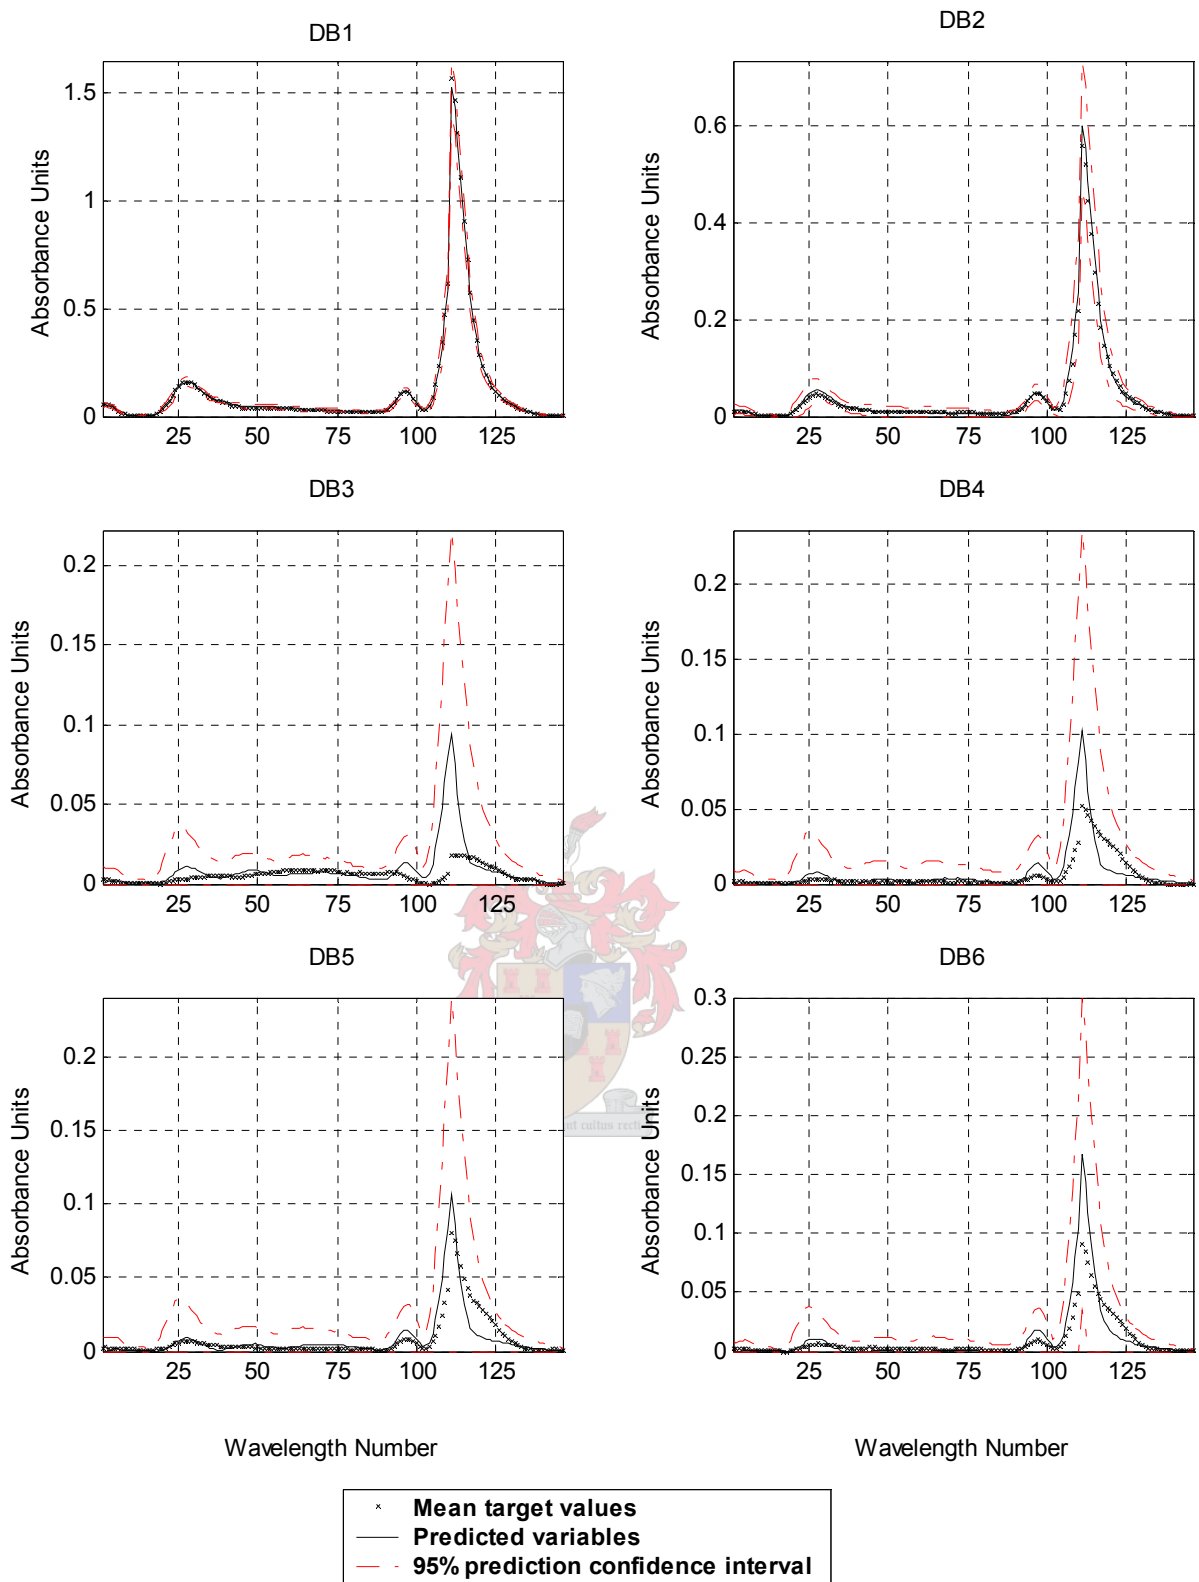 DB1
DB2
Absorbance Units
1.5
1
0.5
0
25 50 75 100 125
Absorbance Units
0.6
0.4
0.2
0
25 50 75 100 125
DB3
DB4
Absorbance Units
0.2
0.15
0.1
0.05
0
25 50 75 100 125
Absorbance Units
0.2
0.15
0.1
0.05
0
25 50 75 100 125
DB5
DB6
Absorbance Units
0.2
0.15
0.1
0.05
0
25 50 75 100 125
Absorbance Units
0.3
0.25
0.2
0.15
0.1
0.05
0
25 50 75 100 125
cultus recti
Wavelength Number
Wavelength Number
Mean target values
Predicted variables
95% prediction confidence interval